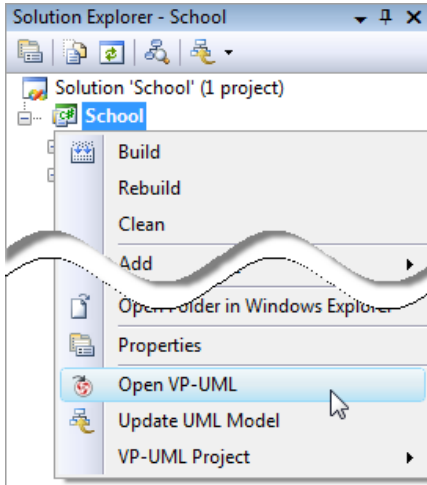 Solution Explorer - School
Solution 'School' (1 project)
School
Build
Rebuild
Clean
Add
Open Folder in Windows Explorer
Properties
Open VP-UML
Update UML Model
VP-UML Project